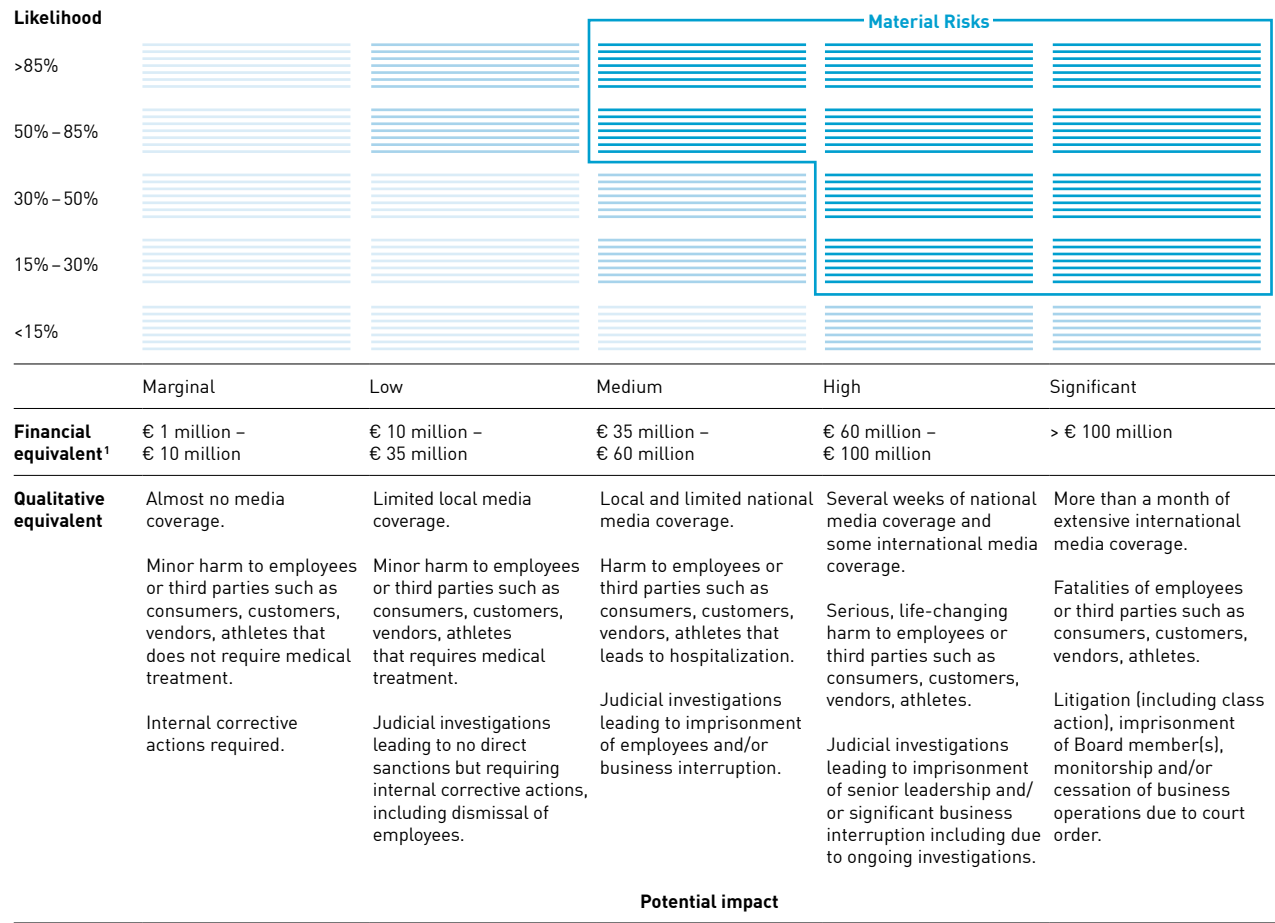 Likelihood
Material Risks
>85%
50% – 85%
30% – 50%
15% – 30%
<15%
Marginal
Low
Medium
High
Significant
Financial
equivalent¹
€ 1 million –
€ 10 million
€ 10 million –
€ 35 million
€ 35 million –
€ 60 million
€ 60 million –
€ 100 million
> € 100 million
Qualitative
equivalent
Almost no media
coverage.
Minor harm to employees
or third parties such as
consumers, customers,
vendors, athletes that
does not require medical
treatment.
Internal corrective
actions required.
Limited local media
coverage.
Minor harm to employees
or third parties such as
consumers, customers,
vendors, athletes
that requires medical
treatment.
Judicial investigations
leading to no direct
sanctions but requiring
internal corrective actions,
including dismissal of
employees.
Local and limited national
media coverage.
Harm to employees or
third parties such as
consumers, customers,
vendors, athletes that
leads to hospitalization.
Judicial investigations
leading to imprisonment
of employees and/or
business interruption.
Several weeks of national
media coverage and
some international media
coverage.
Serious, life-changing
harm to employees or
third parties such as
consumers, customers,
vendors, athletes.
Judicial investigations
leading to imprisonment
of senior leadership and/
or significant business
interruption including due
to ongoing investigations.
More than a month of
extensive international
media coverage.
Fatalities of employees
or third parties such as
consumers, customers,
vendors, athletes.
Litigation (including class
action), imprisonment
of Board member(s),
monitorship and/or
cessation of business
operations due to court
order.
Potential impact